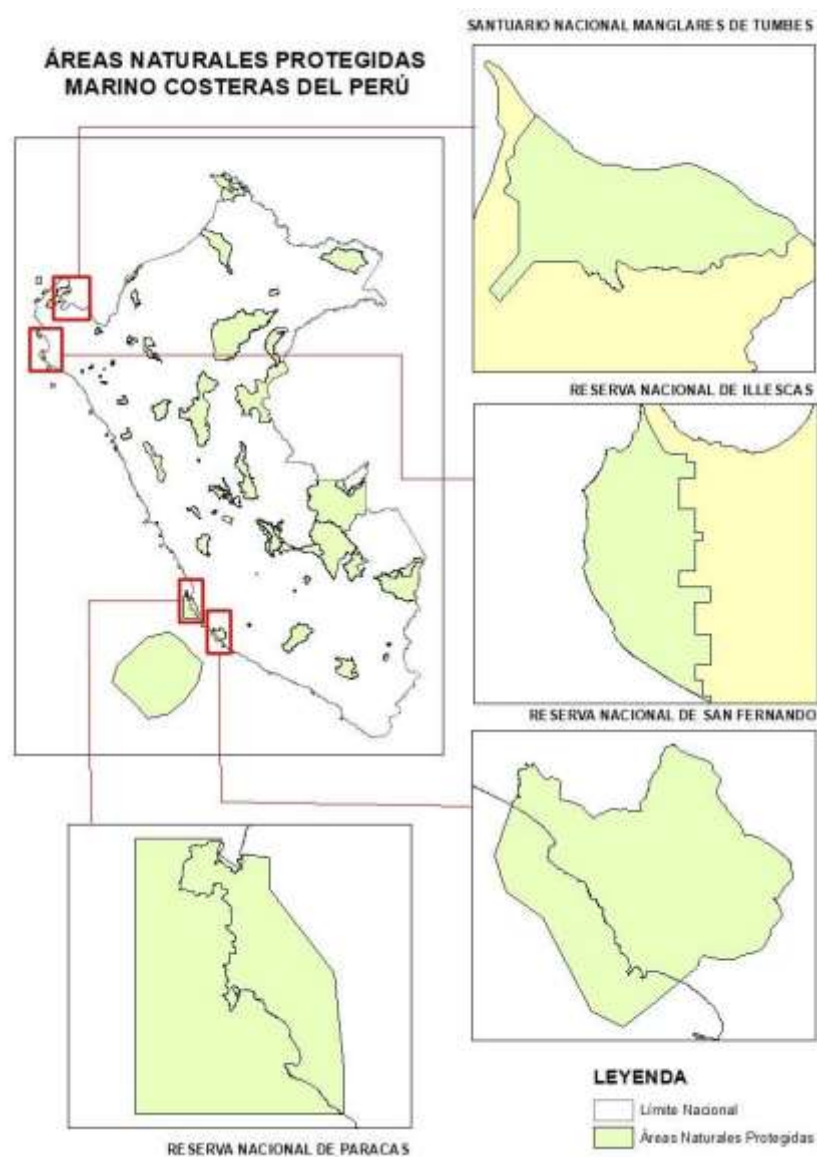 SANTUARIO NACIONAL MANGLARES DE TUMBES
ÁREAS NATURALES PROTEGIDAS
MARINO COSTERAS DEL PERÚ
RESERVA NACIONAL DE ILLESCAS
RESERVA NACIONAL DE SAN FERNANDO
LEYENDA
Límite Nacional
Áreas Naturales Protegidas
RESERVA NACIONAL DE PARACAS